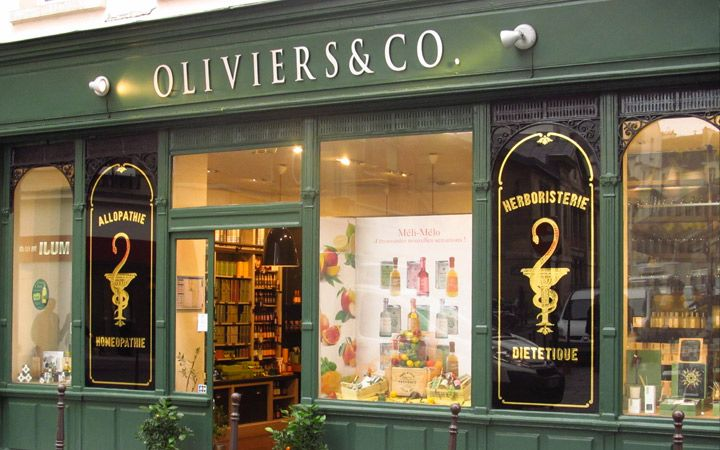 OLIVIERS&CO.
ALLOPATHIE
HOMEOPATHIE
ILUM
Méli-Mélo
HERBORISTERIE
DIETETIQUE